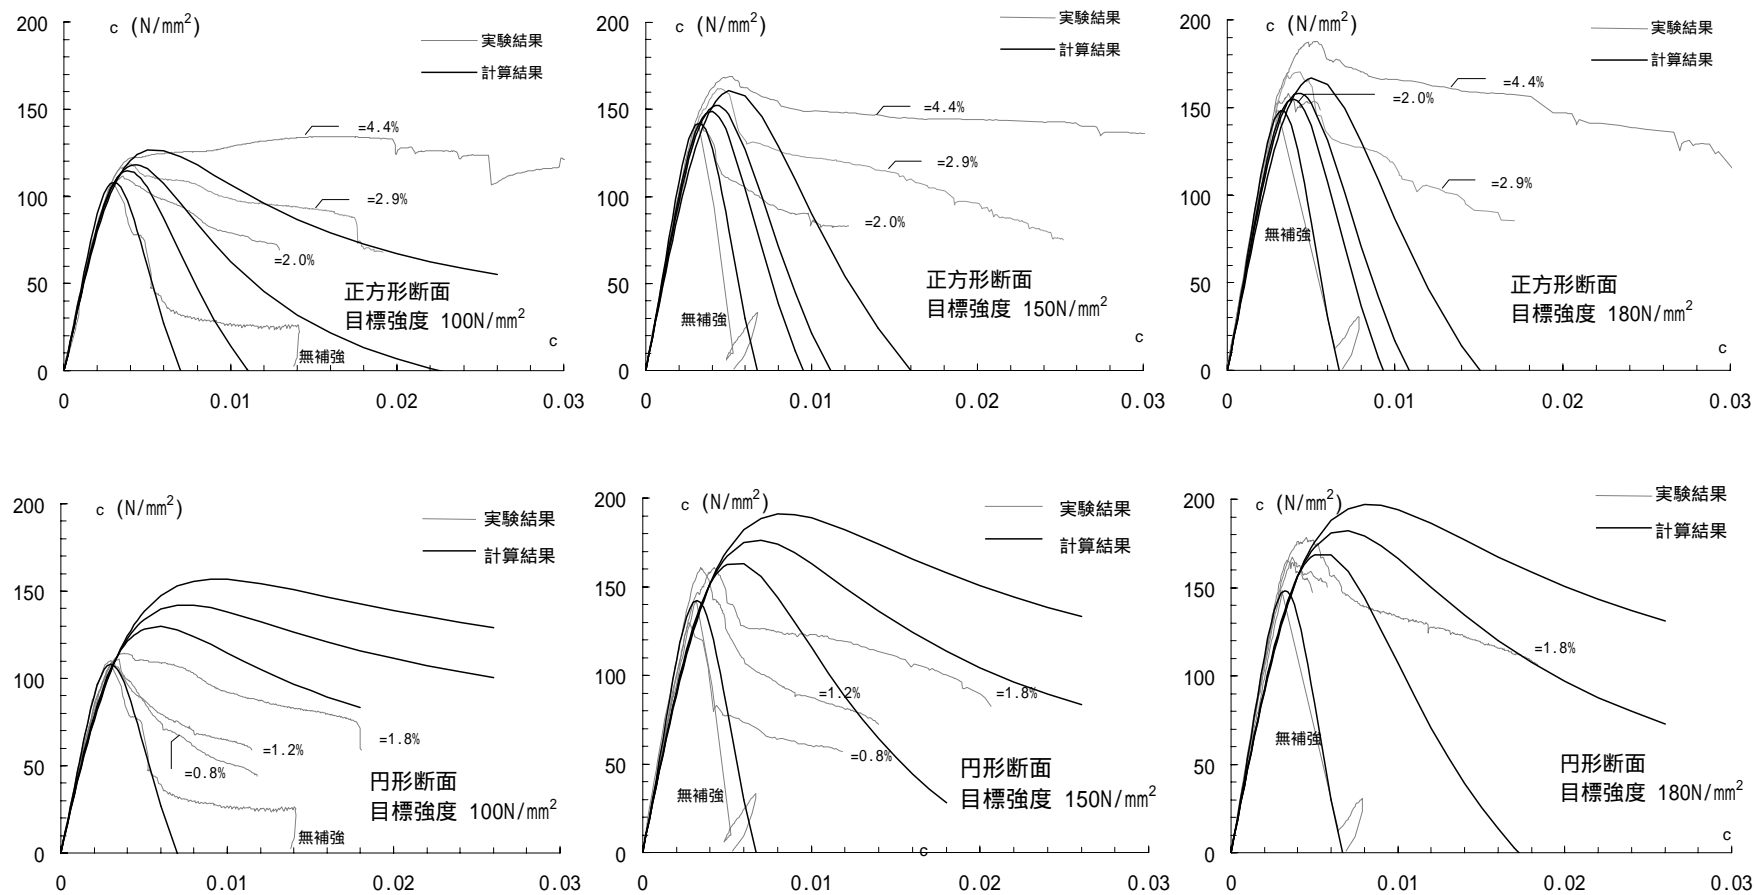 c (N/mm²)
実験結果
計算結果
200
150
100
50
0
=4.4%
=2.9%
=2.0%
正方形断面
目標強度 100N/mm²
c
無補強
0 0.01 0.02 0.03
c (N/mm²)
実験結果
計算結果
200
150
100
50
0
=4.4%
=2.9%
=2.0%
正方形断面
目標強度 150N/mm²
無補強
c
0 0.01 0.02 0.03
c (N/mm²)
実験結果
計算結果
200
150
100
50
0
=4.4%
=2.0%
=2.9%
無補強
正方形断面
目標強度 180N/mm²
c
0 0.01 0.02 0.03
c (N/mm²)
実験結果
計算結果
200
150
100
50
0
=1.8%
=1.2%
=0.8%
円形断面
目標強度 100N/mm²
無補強
0 0.01 0.02 0.03
c (N/mm²)
実験結果
計算結果
200
150
100
50
0
=1.2%
=1.8%
=0.8%
円形断面
目標強度 150N/mm²
無補強
c
0 0.01 0.02 0.03
c (N/mm²)
実験結果
計算結果
200
150
100
50
0
=1.8%
無補強
円形断面
目標強度 180N/mm²
c
0 0.01 0.02 0.03